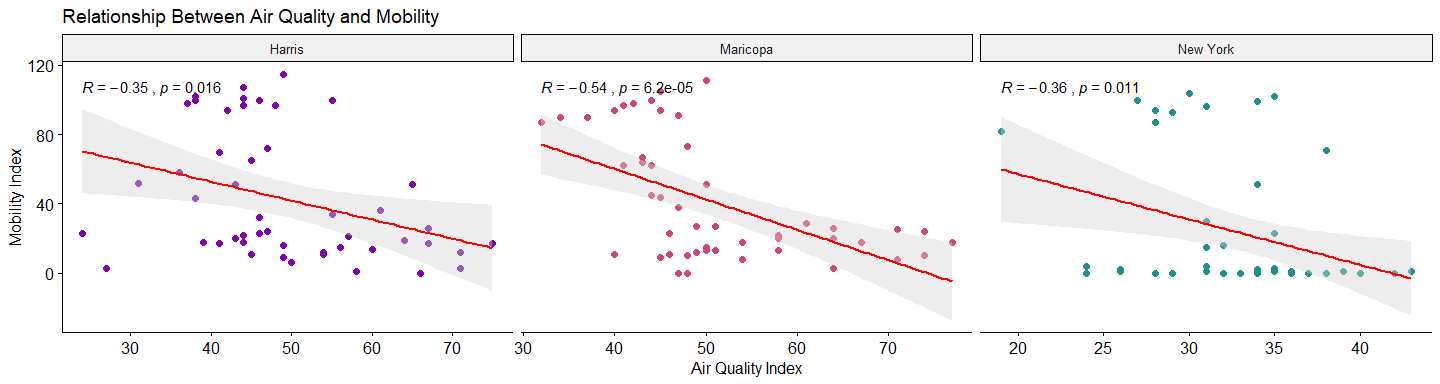 Relationship Between Air Quality and Mobility
Harris
Maricopa
New York
R = −0.35 , p = 0.016
R = −0.54 , p = 6.2e-05
R = −0.36 , p = 0.011
Mobility Index
120
80
40
0
30 40 50 60 70
30 40 50 60 70
20 25 30 35 40
Air Quality Index